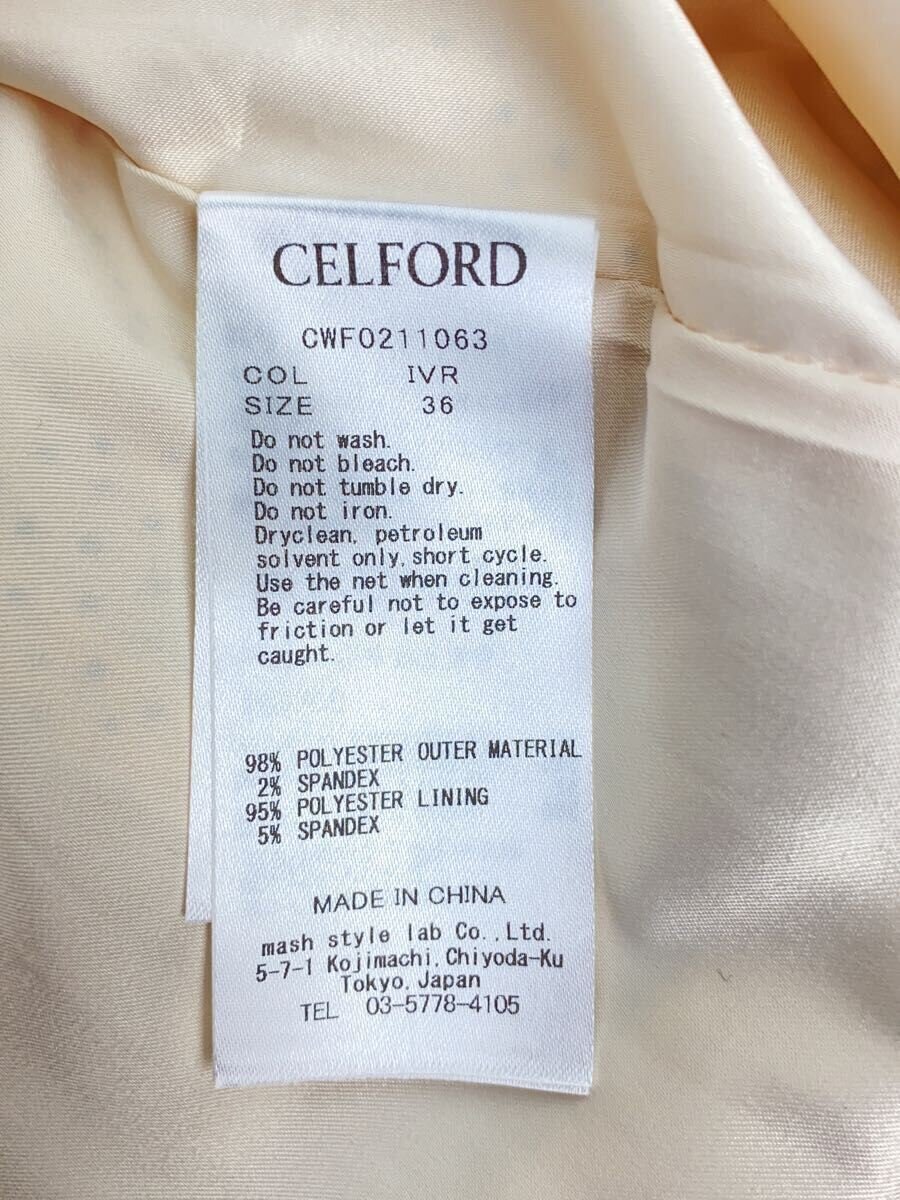 CELFORD
CWF0211063
COL IVR
SIZE 36
Do not wash.
Do not bleach.
Do not tumble dry.
Do not iron.
Dryclean, petroleum
solvent only, short cycle.
Use the net when cleaning.
Be careful not to expose to
friction or let it get
caught.
98% POLYESTER OUTER MATERIAL
2% SPANDEX
95% POLYESTER LINING
5% SPANDEX
MADE IN CHINA
mash style lab Co.,Ltd.
5-7-1 Kojimachi,Chiyoda-Ku
Tokyo,Japan
TEL 03-5778-4105